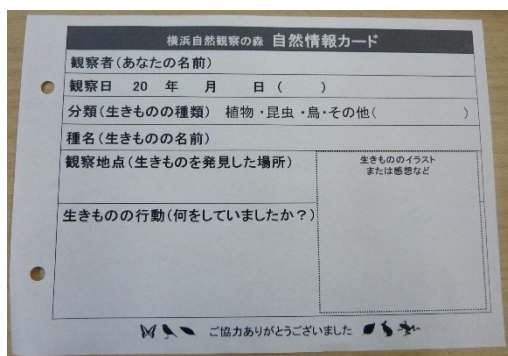 横浜自然観察の森 自然情報カード
観察者(あなたの名前)
観察日 20 年 月 日( )
分類(生きものの種類) 植物・昆虫・鳥・その他( )
種名(生きものの名前)
観察地点(生きものを発見した場所)
生きもののイラスト
または感想など
生きものの行動(何をしていましたか?)
ご協力ありがとうございました